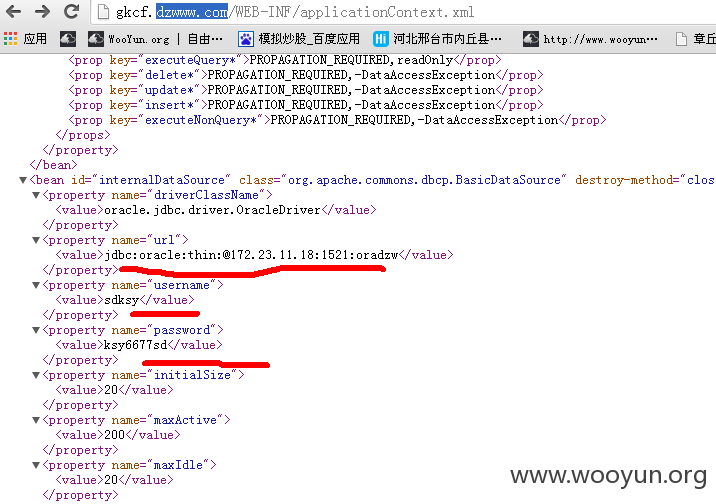 gkcf.dzwww.com/WEB-INF/applicationContext.xml
应用 WooYun.org | 自由… 模拟炒股_百度应用 Hi 河北邢台市内丘县… http://www.wooyun… 章丘
<prop key="executeQuery*">PROPAGATION_REQUIRED,readOnly</prop>
<prop key="delete*">PROPAGATION_REQUIRED,-DataAccessException</prop>
<prop key="update*">PROPAGATION_REQUIRED,-DataAccessException</prop>
<prop key="insert*">PROPAGATION_REQUIRED,-DataAccessException</prop>
<prop key="executeNonQuery*">PROPAGATION_REQUIRED,-DataAccessException</prop>
</props>
</property>
</bean>
▼<bean id="internalDataSource" class="org.apache.commons.dbcp.BasicDataSource" destroy-method="clos
▼<property name="driverClassName">
<value>oracle.jdbc.driver.OracleDriver</value>
</property>
▼<property name="url">
<value>jdbc:oracle:thin:@172.23.11.18:1521:oradzw</value>
</property>
▼<property name="username">
<value>sdksy</value>
</property>
▼<property name="password">
<value>ksy6677sd</value>
</property>
▼<property name="initialSize">
<value>20</value>
</property>
▼<property name="maxActive">
<value>200</value>
</property>
▼<property name="maxIdle">
<value>20</value>
</property>
www.wooyun.org